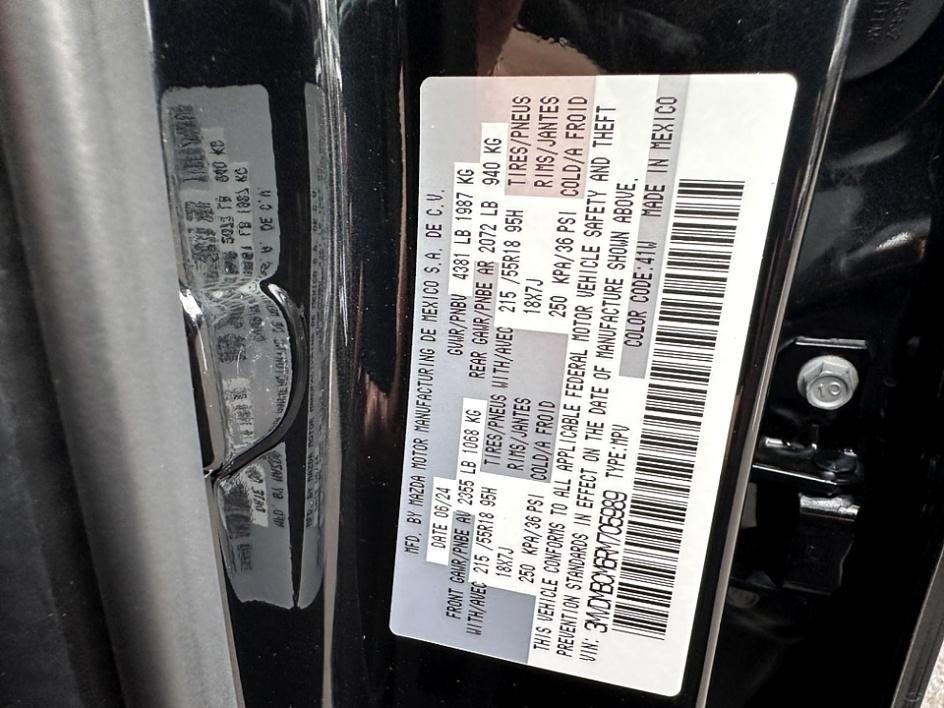 MFD. BY MAZDA MOTOR MANUFACTURING DE MEXICO S.A. DE C.V.
DATE 06/24 GVWR/PNBV 4381 LB 1987 KG
FRONT GAWR/PNBE AV 2355 LB 1068 KG REAR GAWR/PNBE AR 2072 LB 940 KG
WITH/AVEC 215 /55R18 95H TIRES/PNEUS WITH/AVEC 215 /55R18 95H TIRES/PNEUS
18X7J RIMS/JANTES 18X7J RIMS/JANTES
250 KPA/36 PSI COLD/A FROID 250 KPA/36 PSI COLD/A FROID
THIS VEHICLE CONFORMS TO ALL APPLICABLE FEDERAL MOTOR VEHICLE SAFETY AND THEFT
PREVENTION STANDARDS IN EFFECT ON THE DATE OF MANUFACTURE SHOWN ABOVE.
VIN: TYPE:MPV COLOR CODE:41W MADE IN MEXICO
10